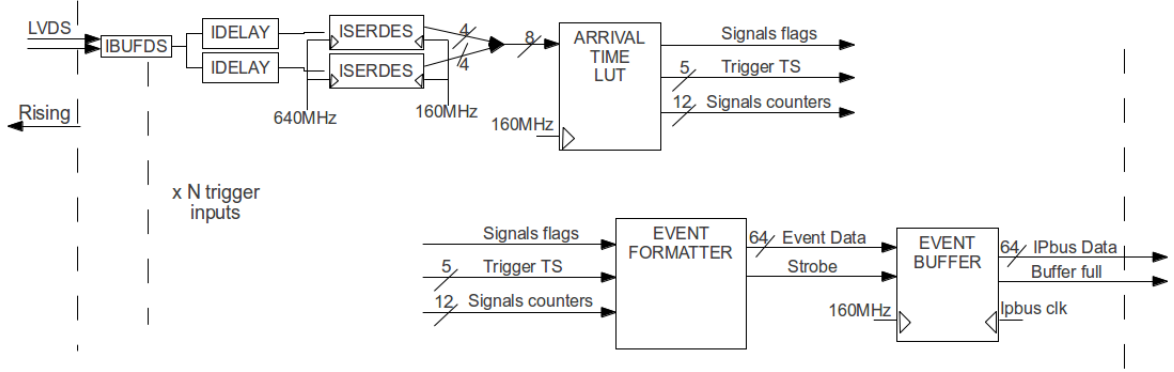 LVDS
IBUFDS
IDELAY
IDELAY
ISERDES
ISERDES
4
4
640MHz
160MHz
8
ARRIVAL
TIME
LUT
160MHz
Signals flags
5 Trigger TS
12 Signals counters
Rising
x N trigger
inputs
Signals flags
5 Trigger TS
12 Signals counters
EVENT
FORMATTER
64 Event Data
Strobe
EVENT
BUFFER
160MHz
64 IPbus Data
Buffer full
Ipbus clk